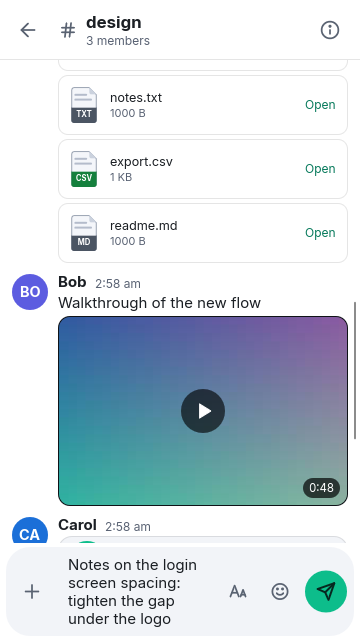 # design
3 members
notes.txt
1000 B
Open
TXT
export.csv
1 KB
Open
CSV
readme.md
1000 B
Open
MD
BO
Bob 2:58 am
Walkthrough of the new flow
0:48
CA
Carol 2:58 am
Notes on the login
screen spacing:
tighten the gap
under the logo
AA